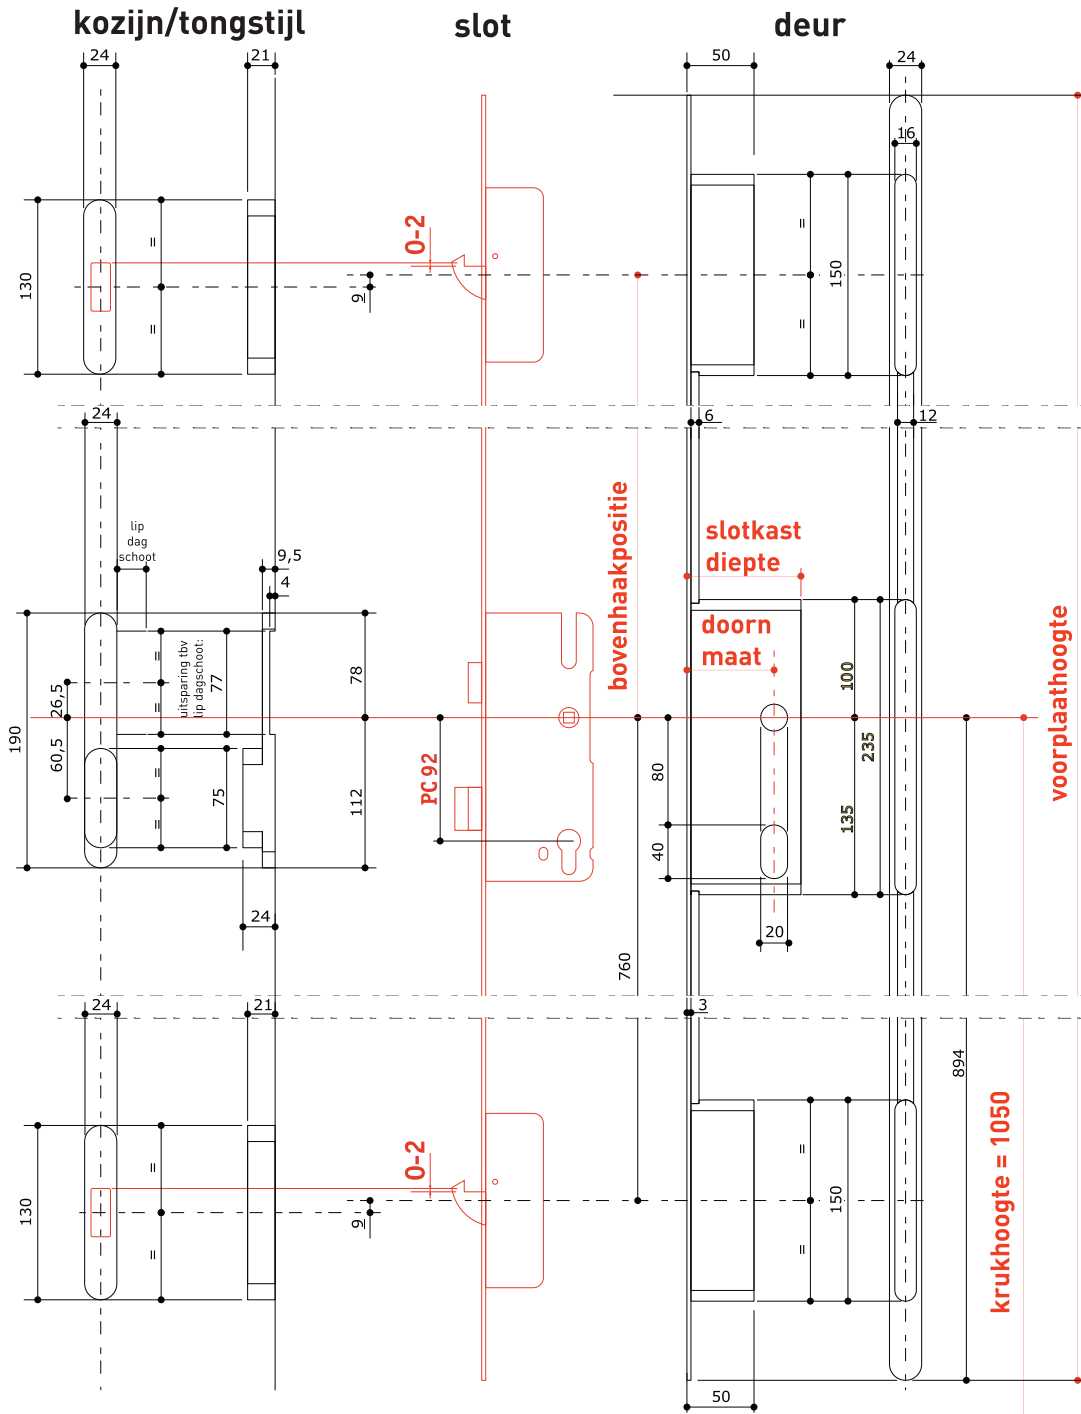 kozijn/tongstijl
slot
deur
24
21
50
24
16
O-2
130
=
=
9
=
=
150
24
6
12
bovenhaakpositie
lip
dag
schoot
9,5
4
slotkast
diepte
voorplaathoogte
doorn
maat
190
26,5
60,5
=
=
=
=
uitsparing tbv
lip dagschoot:
77
75
78
112
PC 92
80
40
100
235
135
24
20
760
24
21
3
894
krukhoogte = 1050
O-2
130
=
=
9
=
=
150
50